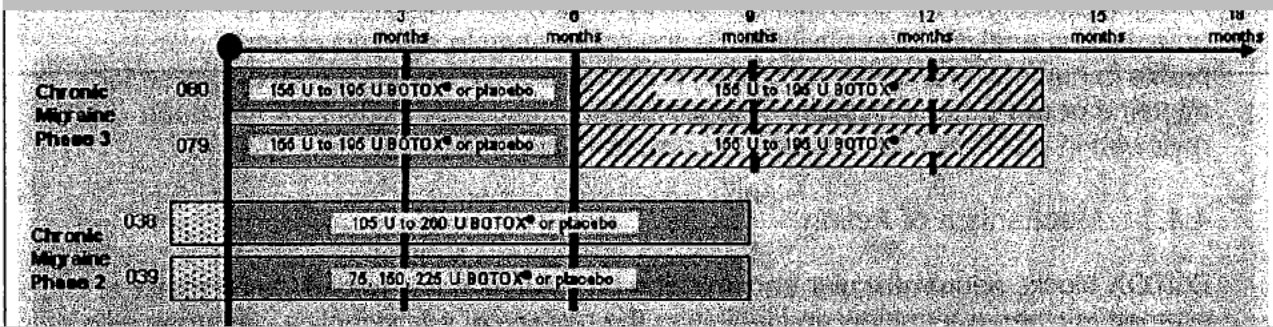 3 6 9 12 15 18
months months months months months months
Chronic
Migraine
Phase 3
080
155 U to 195 U BOTOX® or placebo
155 U to 195 U BOTOX®
079
155 U to 195 U BOTOX® or placebo
155 U to 195 U BOTOX®
Chronic
Migraine
Phase 2
038
105 U to 260 U BOTOX® or placebo
039
75, 150, 225 U BOTOX® or placebo